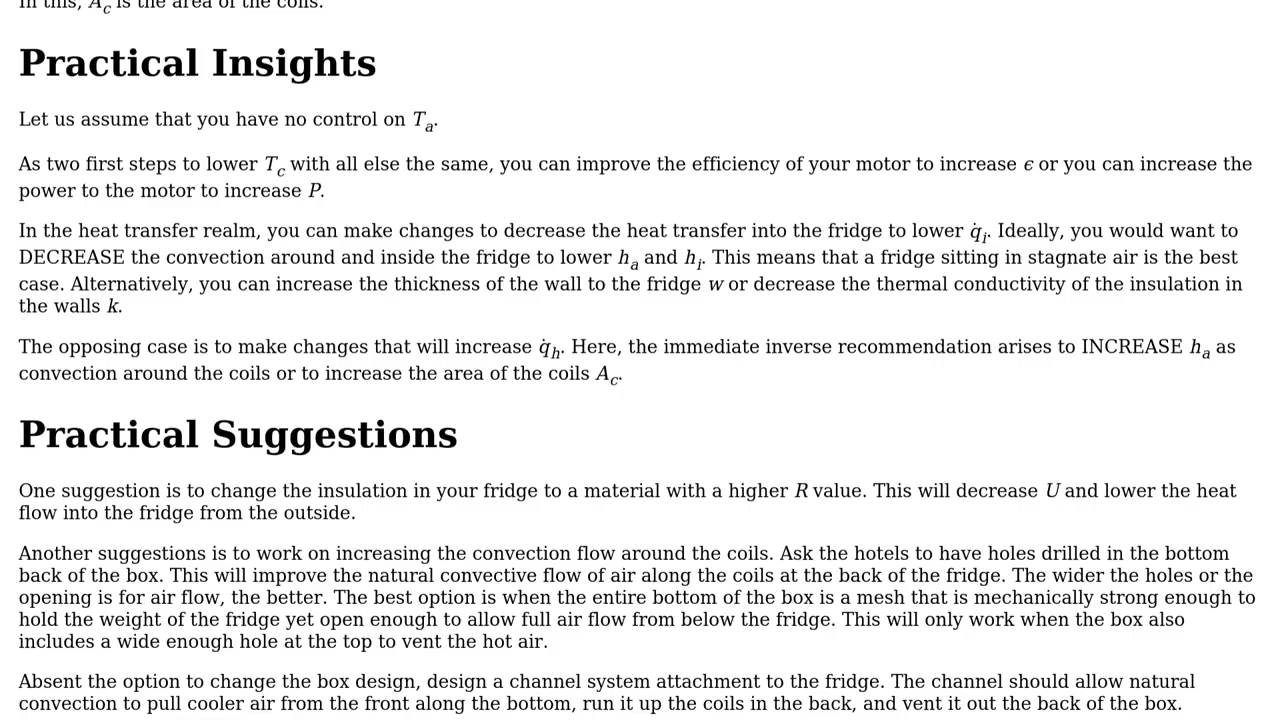 In this, A_c is the area of the coils.
Practical Insights
Let us assume that you have no control on T_a.
As two first steps to lower T_c with all else the same, you can improve the efficiency of your motor to increase ϵ or you can increase the
power to the motor to increase P.
In the heat transfer realm, you can make changes to decrease the heat transfer into the fridge to lower q̇_i. Ideally, you would want to
DECREASE the convection around and inside the fridge to lower h_a and h_i. This means that a fridge sitting in stagnate air is the best
case. Alternatively, you can increase the thickness of the wall to the fridge w or decrease the thermal conductivity of the insulation in
the walls k.
The opposing case is to make changes that will increase q̇_h. Here, the immediate inverse recommendation arises to INCREASE h_a as
convection around the coils or to increase the area of the coils A_c.
Practical Suggestions
One suggestion is to change the insulation in your fridge to a material with a higher R value. This will decrease U and lower the heat
flow into the fridge from the outside.
Another suggestions is to work on increasing the convection flow around the coils. Ask the hotels to have holes drilled in the bottom
back of the box. This will improve the natural convective flow of air along the coils at the back of the fridge. The wider the holes or the
opening is for air flow, the better. The best option is when the entire bottom of the box is a mesh that is mechanically strong enough to
hold the weight of the fridge yet open enough to allow full air flow from below the fridge. This will only work when the box also
includes a wide enough hole at the top to vent the hot air.
Absent the option to change the box design, design a channel system attachment to the fridge. The channel should allow natural
convection to pull cooler air from the front along the bottom, run it up the coils in the back, and vent it out the back of the box.